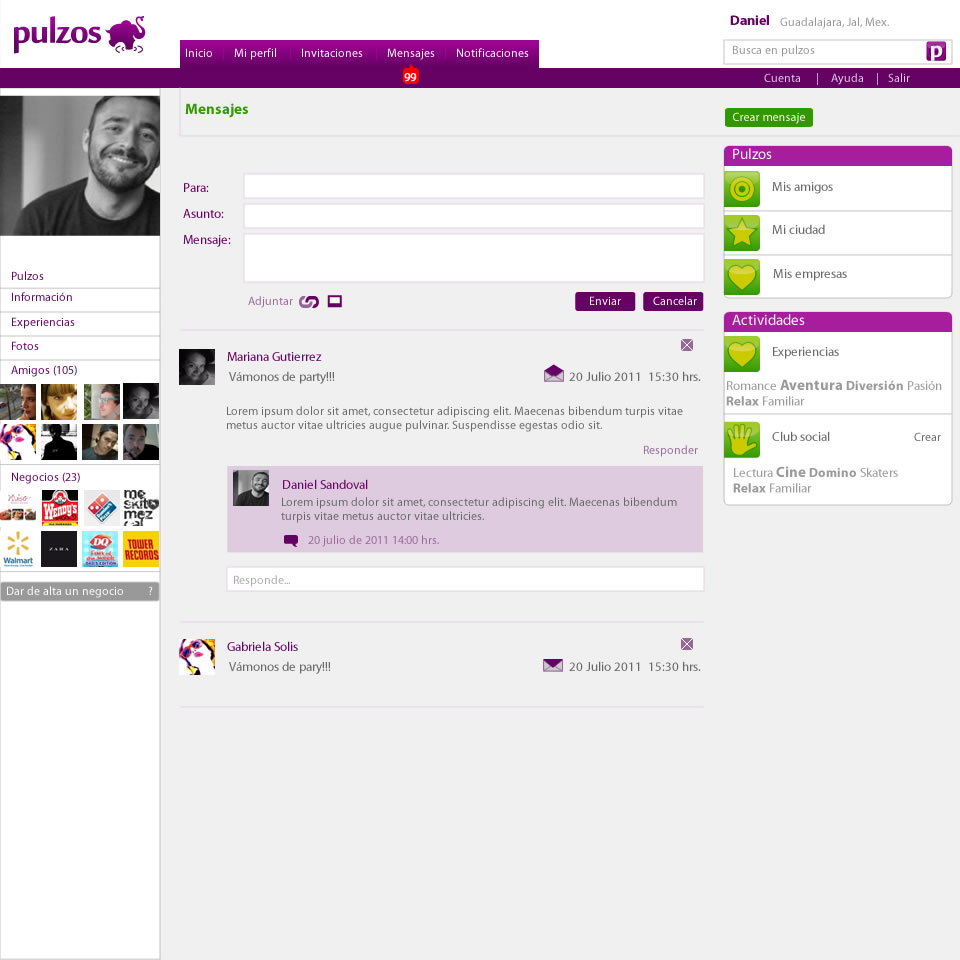 pulzos
Inicio Mi perfil Invitaciones Mensajes Notificaciones
99
Daniel Guadalajara, Jal, Mex.
Busca en pulzos p
Cuenta | Ayuda | Salir
Mensajes
Crear mensaje
Para:
Asunto:
Mensaje:
Adjuntar
Enviar Cancelar
Mariana Gutierrez
Vámonos de party!!!
20 Julio 2011 15:30 hrs.
Lorem ipsum dolor sit amet, consectetur adipiscing elit. Maecenas bibendum turpis vitae
metus auctor vitae ultricies augue pulvinar. Suspendisse egestas odio sit.
Responder
Daniel Sandoval
Lorem ipsum dolor sit amet, consectetur adipiscing elit. Maecenas bibendum
turpis vitae metus auctor vitae ultricies.
20 julio de 2011 14:00 hrs.
Responde...
Gabriela Solis
Vámonos de pary!!!
20 Julio 2011 15:30 hrs.
Pulzos
Información
Experiencias
Fotos
Amigos (105)
Negocios (23)
Wendy's
me
skit
mez
cal
Walmart
ZARA
DQ
TOWER
RECORDS
Dar de alta un negocio ?
Pulzos
Mis amigos
Mi ciudad
Mis empresas
Actividades
Experiencias
Romance Aventura Diversión Pasión
Relax Familiar
Club social Crear
Lectura Cine Domino Skaters
Relax Familiar